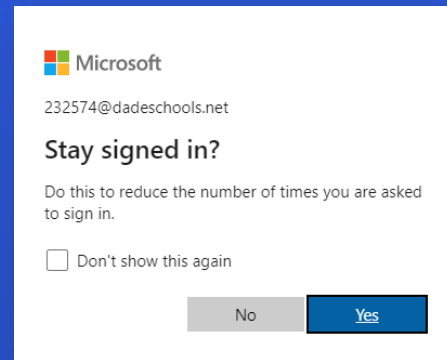 Microsoft
232574@dadeschools.net
Stay signed in?
Do this to reduce the number of times you are asked
to sign in.
Don't show this again
No
Yes